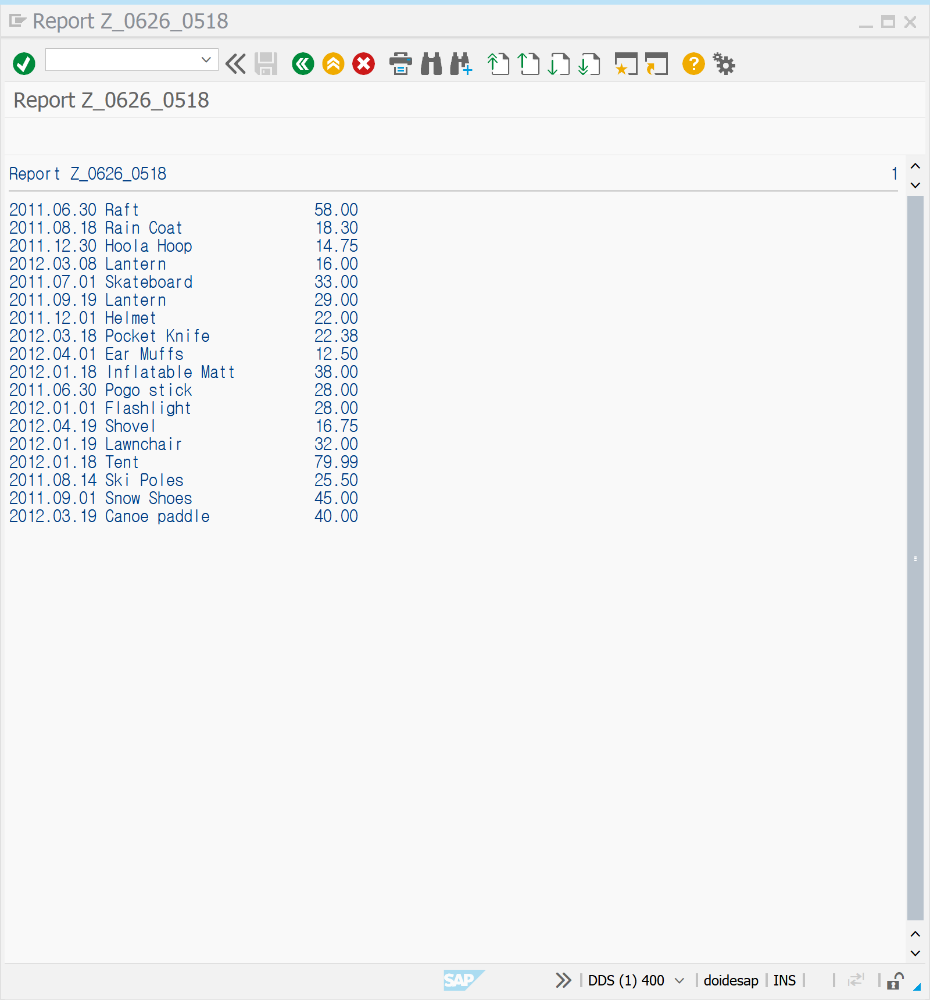 Report Z_0626_0518
Report Z_0626_0518
Report Z_0626_0518 1
2011.06.30 Raft 58.00
2011.08.18 Rain Coat 18.30
2011.12.30 Hoola Hoop 14.75
2012.03.08 Lantern 16.00
2011.07.01 Skateboard 33.00
2011.09.19 Lantern 29.00
2011.12.01 Helmet 22.00
2012.03.18 Pocket Knife 22.38
2012.04.01 Ear Muffs 12.50
2012.01.18 Inflatable Matt 38.00
2011.06.30 Pogo stick 28.00
2012.01.01 Flashlight 28.00
2012.04.19 Shovel 16.75
2012.01.19 Lawnchair 32.00
2012.01.18 Tent 79.99
2011.08.14 Ski Poles 25.50
2011.09.01 Snow Shoes 45.00
2012.03.19 Canoe paddle 40.00
SAP DDS (1) 400 doidesap INS